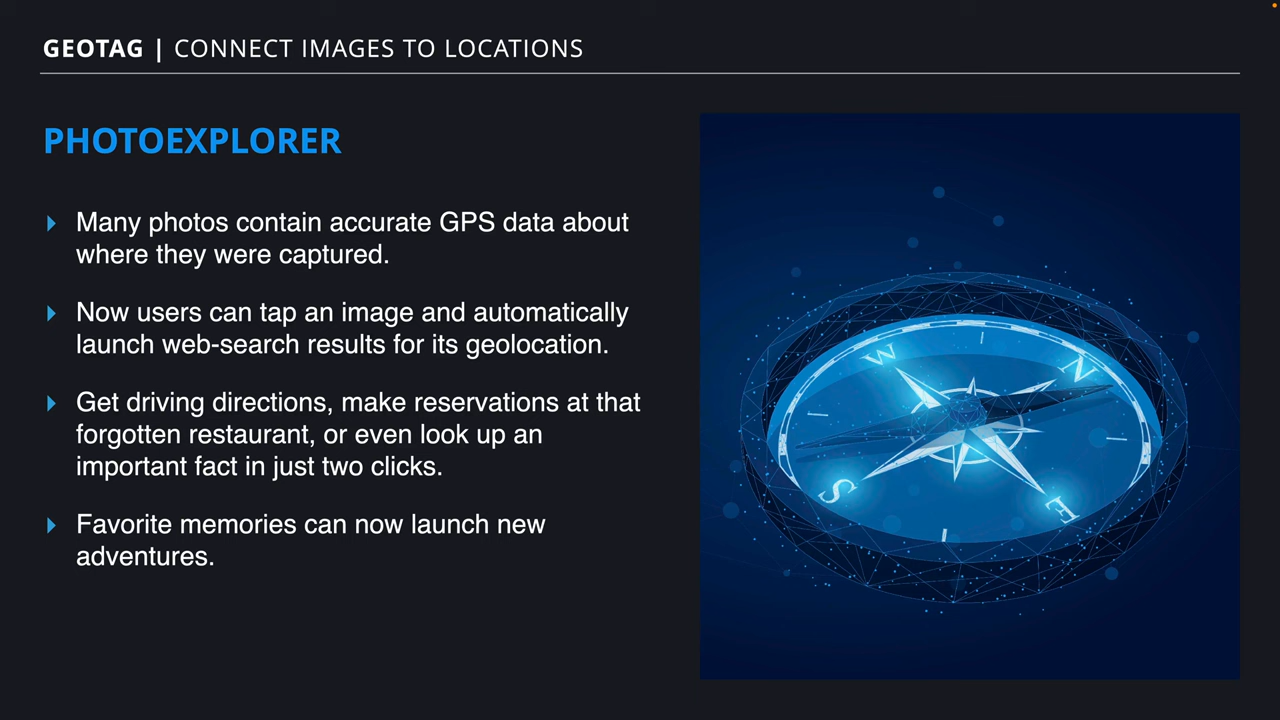 GEOTAG | CONNECT IMAGES TO LOCATIONS
PHOTOEXPLORER
Many photos contain accurate GPS data about
where they were captured.
Now users can tap an image and automatically
launch web-search results for its geolocation.
Get driving directions, make reservations at that
forgotten restaurant, or even look up an
important fact in just two clicks.
Favorite memories can now launch new
adventures.
W
N
S
E